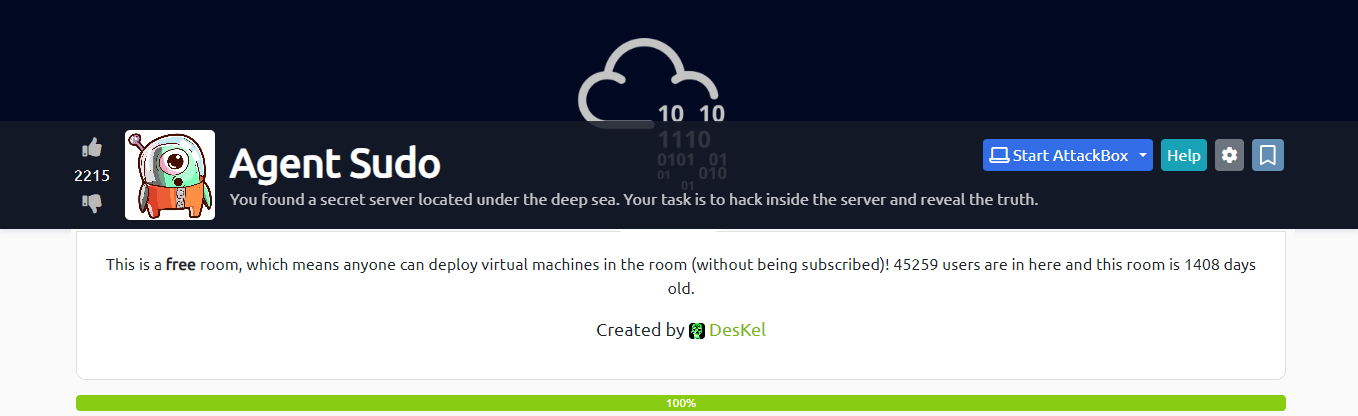 10 10
1110
0101 01
01 010
01
2215
Agent Sudo
You found a secret server located under the deep sea. Your task is to hack inside the server and reveal the truth.
Start AttackBox
Help
This is a free room, which means anyone can deploy virtual machines in the room (without being subscribed)! 45259 users are in here and this room is 1408 days
old.
Created by DesKel
100%